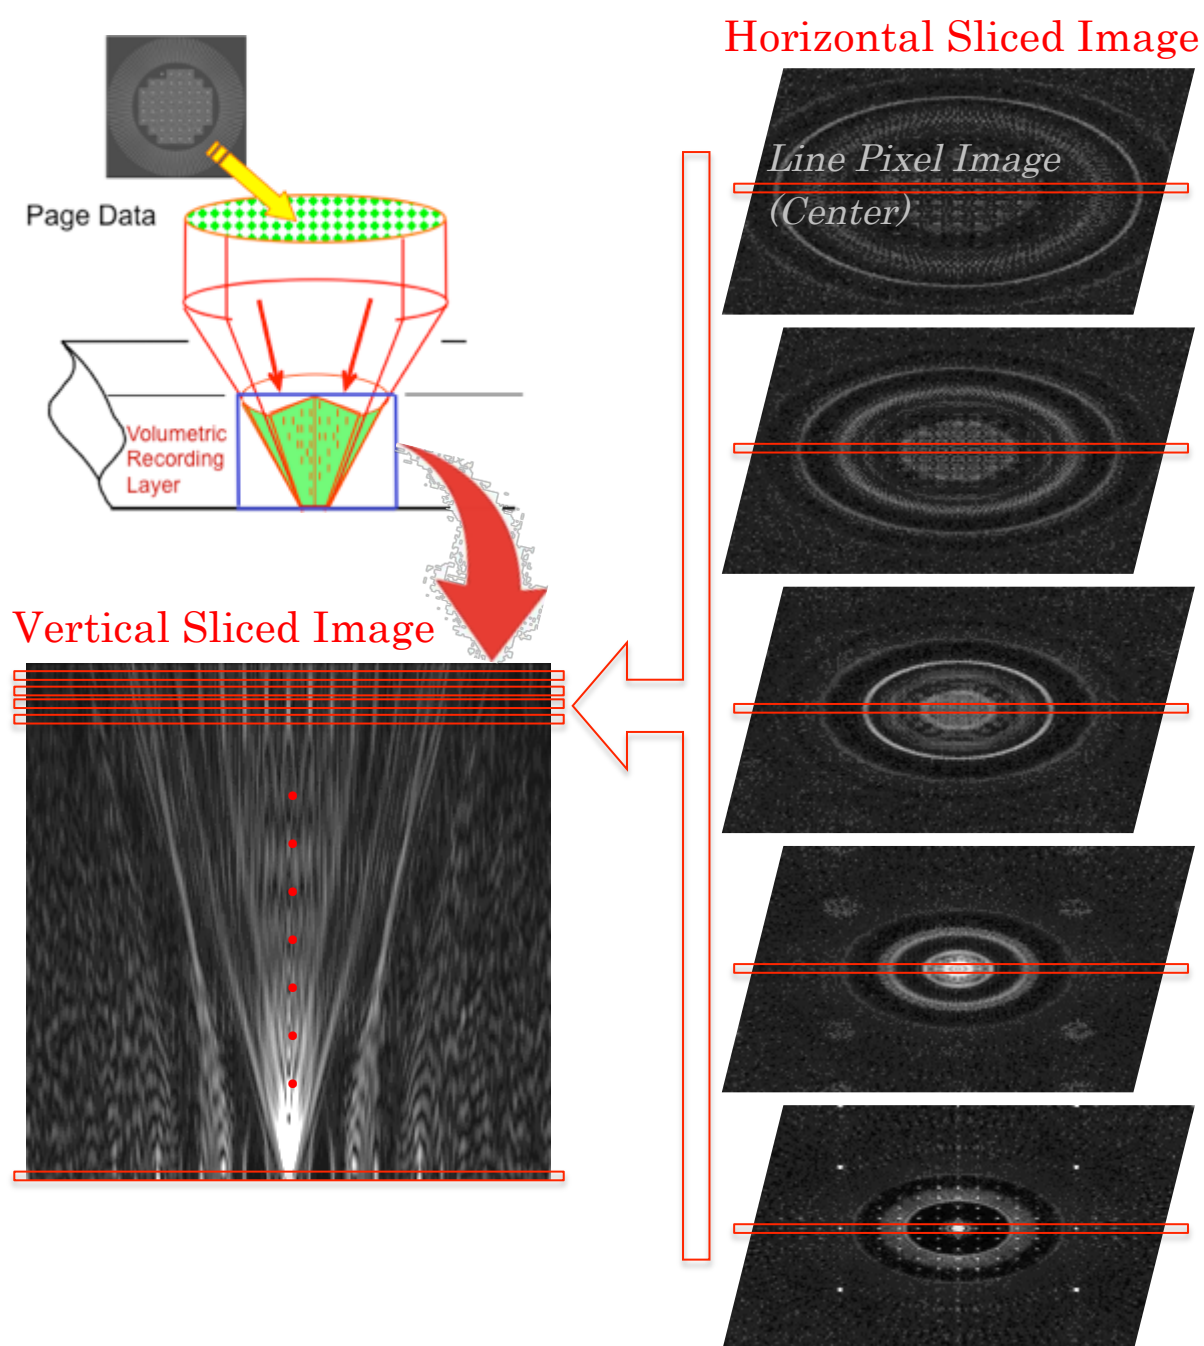 Horizontal Sliced Image
Line Pixel Image
(Center)
Page Data
Volumetric
Recording
Layer
Vertical Sliced Image